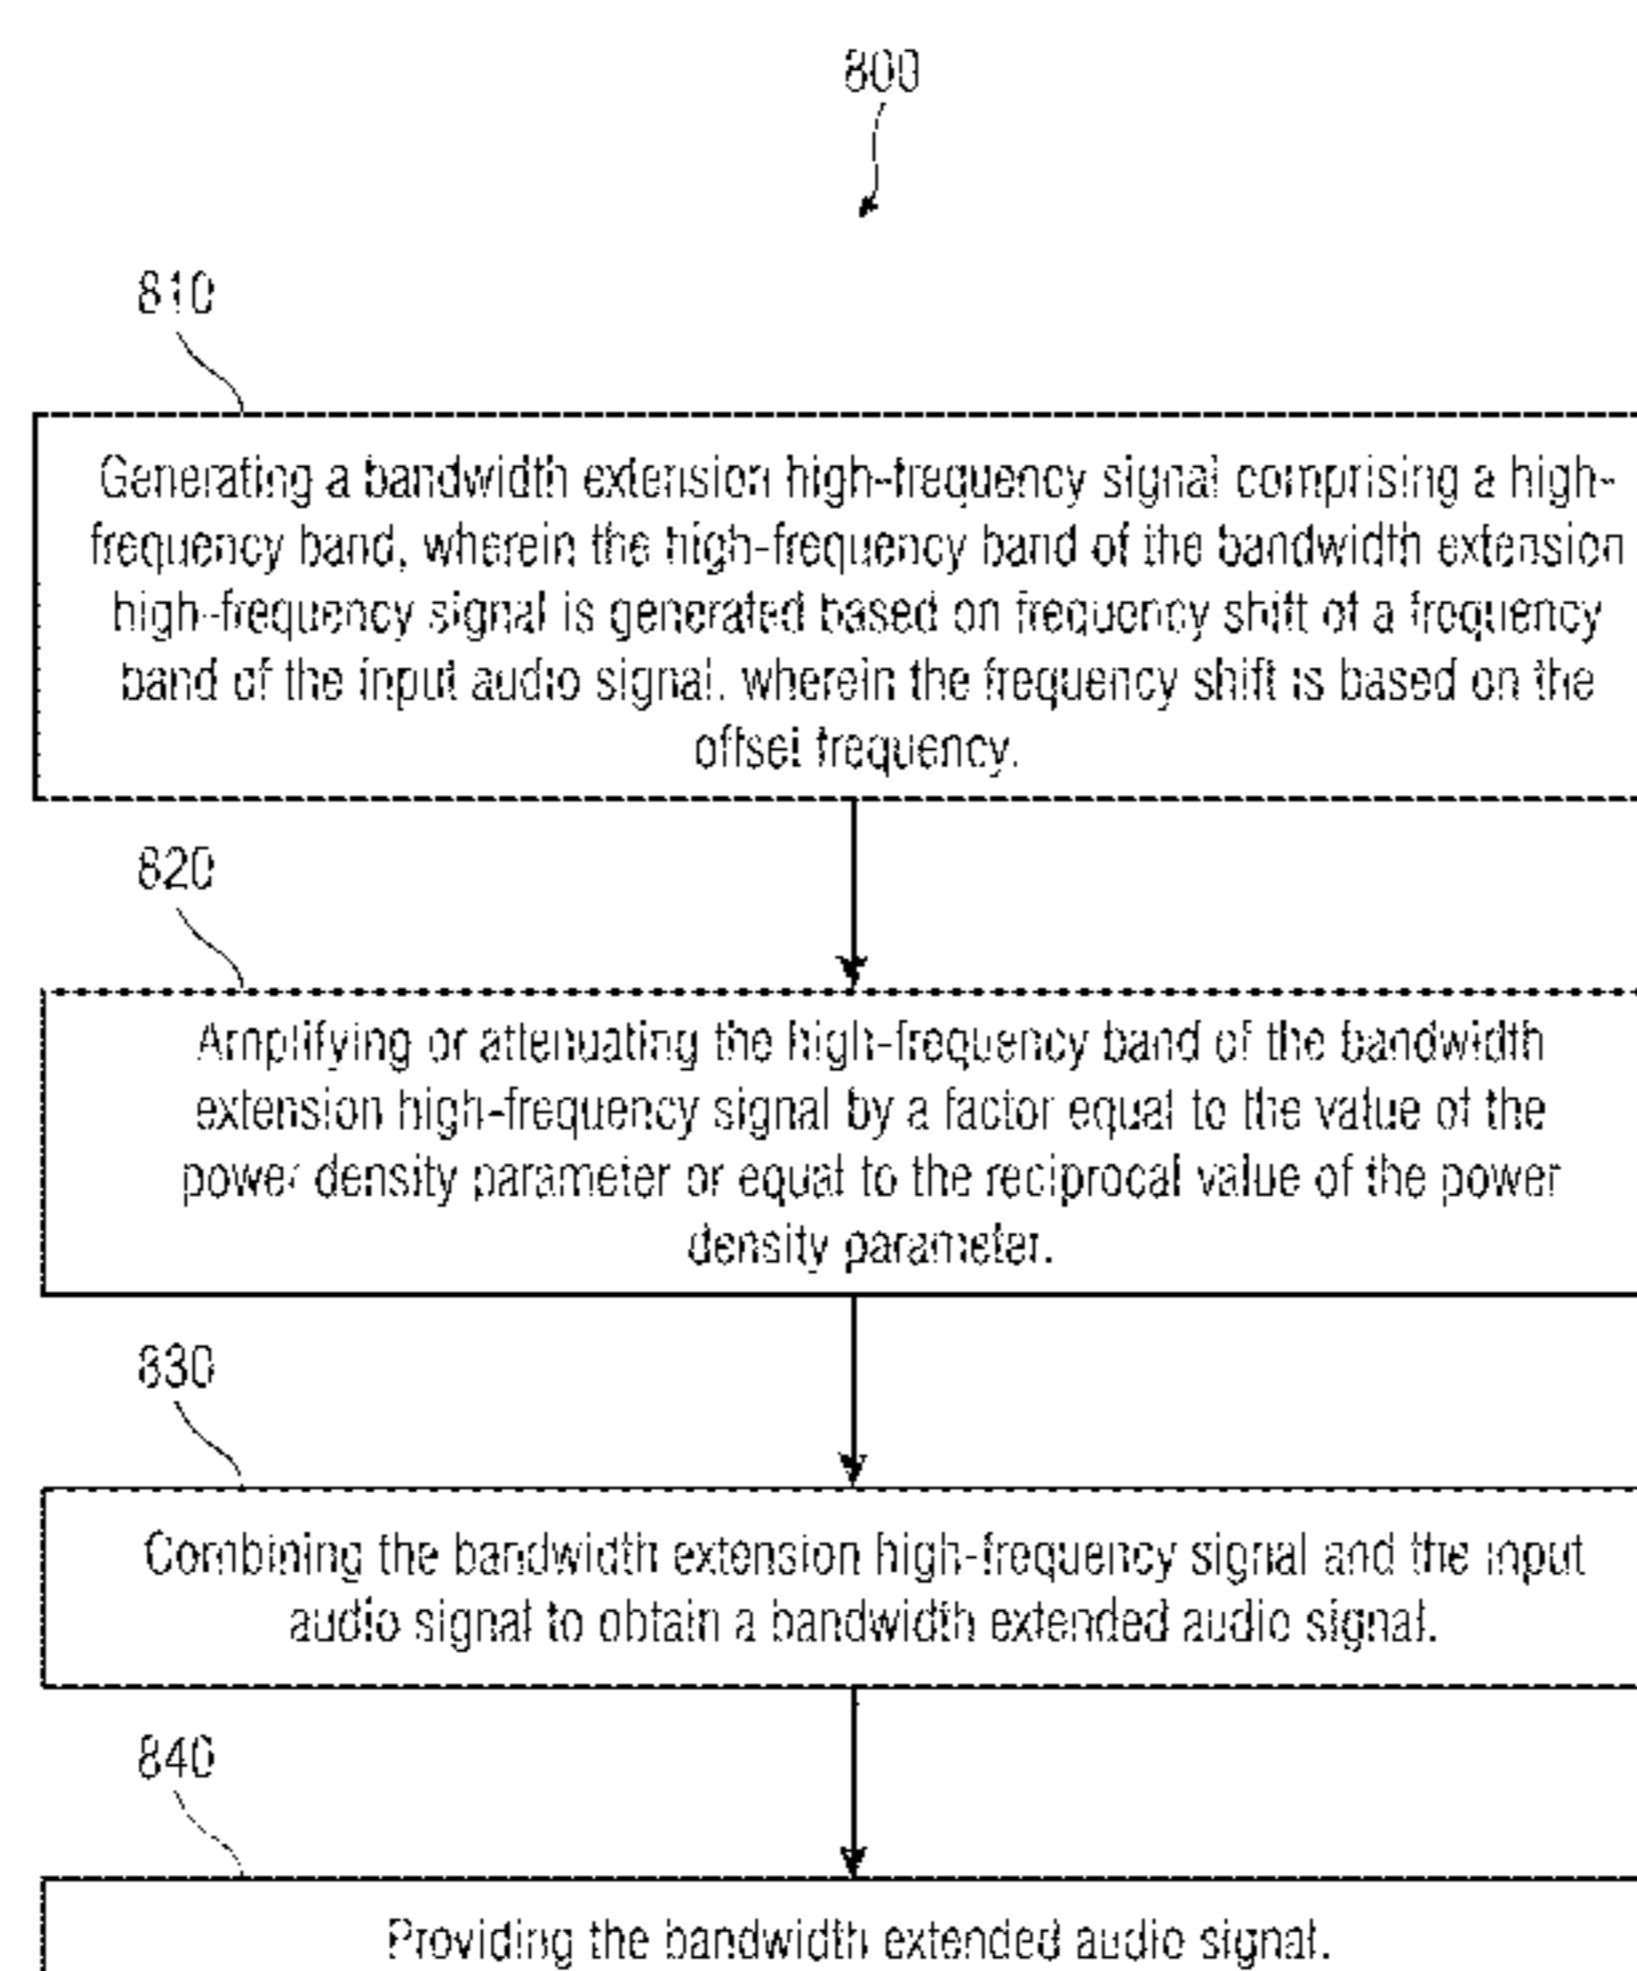 800
810
Generating a bandwidth extension high-frequency signal comprising a high-
frequency band, wherein the high-frequency band of the bandwidth extension
high-frequency signal is generated based on frequency shift of a frequency
band of the input audio signal, wherein the frequency shift is based on the
offset frequency.
820
Amplifying or attenuating the high-frequency band of the bandwidth
extension high-frequency signal by a factor equal to the value of the
power density parameter or equal to the reciprocal value of the power
density parameter.
830
Combining the bandwidth extension high-frequency signal and the input
audio signal to obtain a bandwidth extended audio signal.
840
Providing the bandwidth extended audio signal.